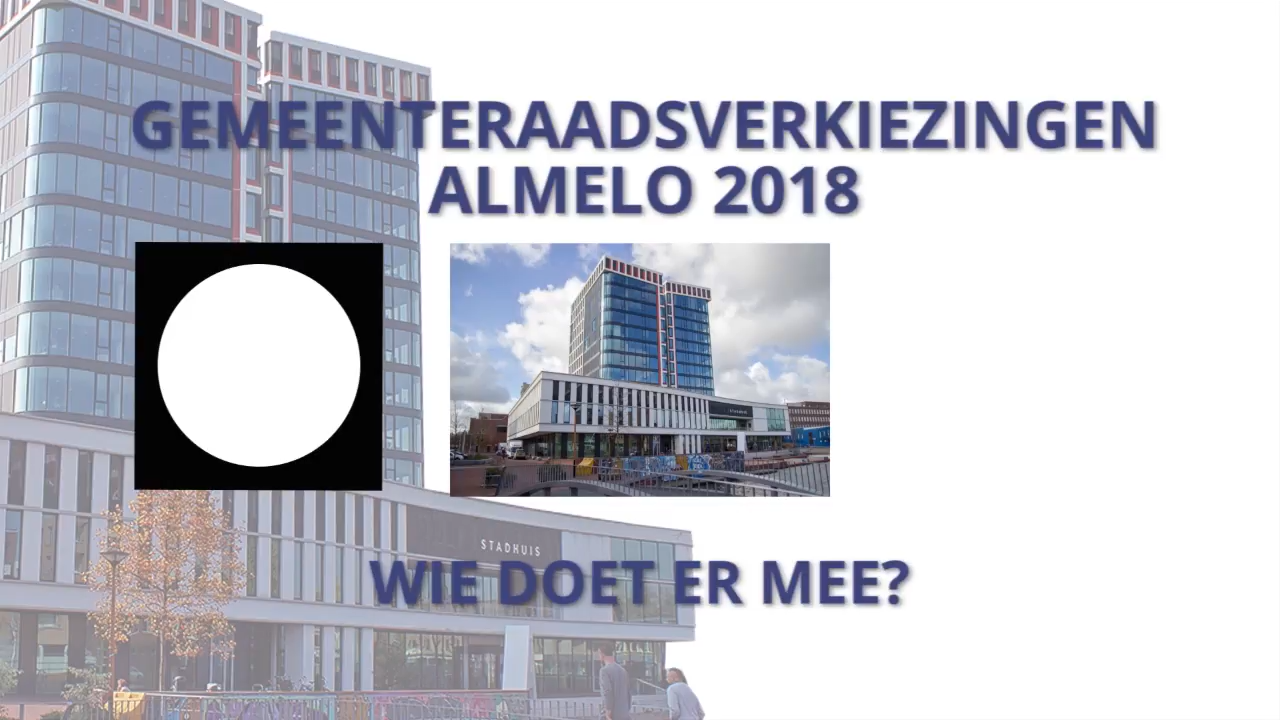 GEMEENTERAADSVERKIEZINGEN
ALMELO 2018
STADHUIS
WIE DOET ER MEE?